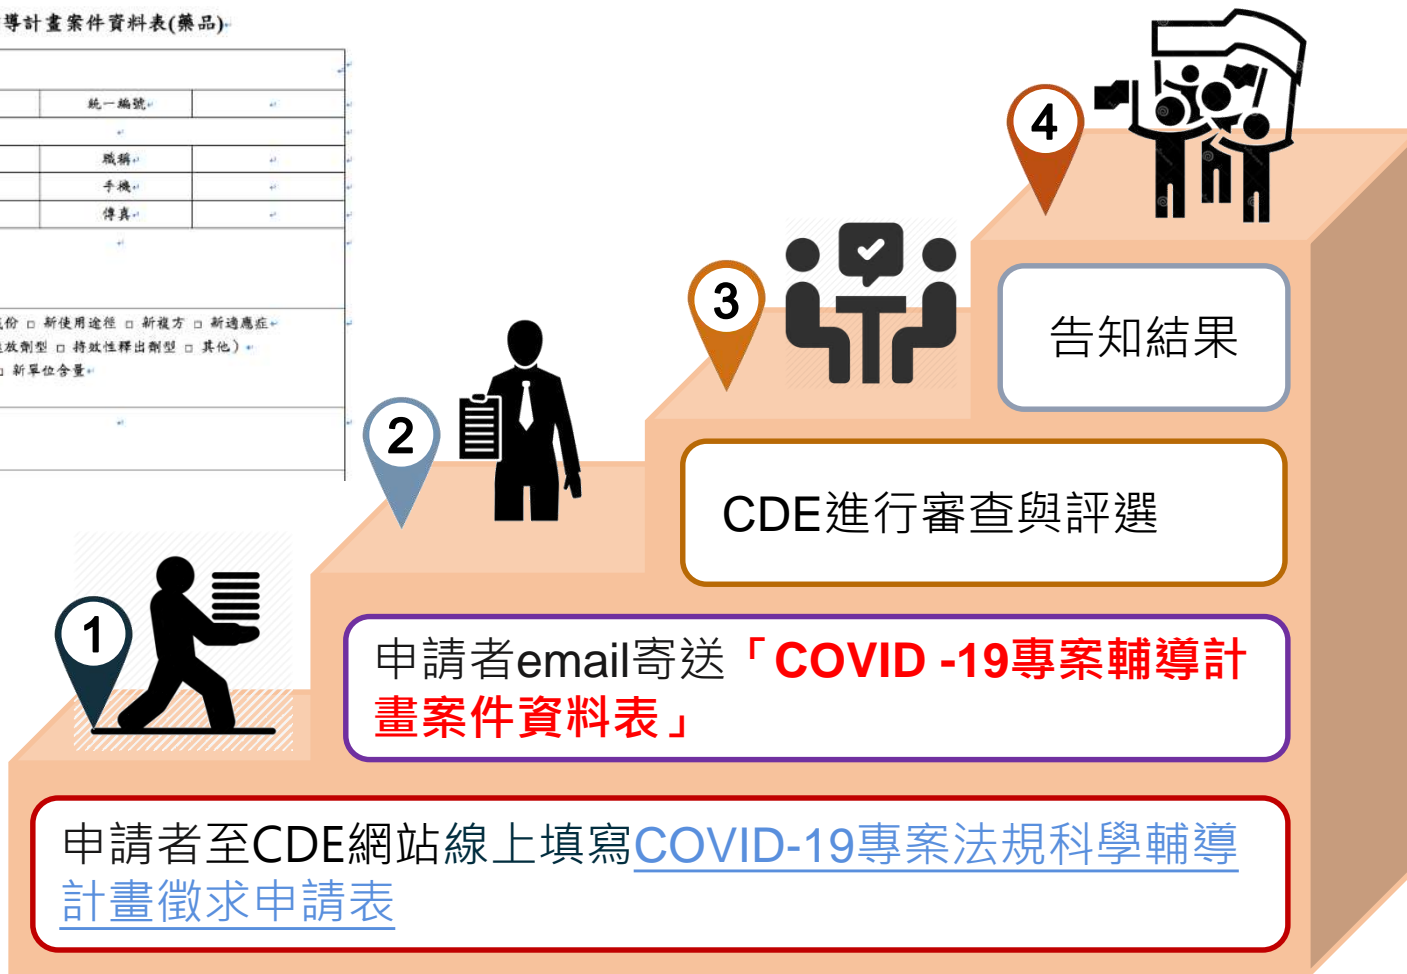 導計畫案件資料表(藥品)
統一編號
職稱
手機
傳真
份 □ 新使用途徑 □ 新複方 □ 新適應症
放劑型 □ 持效性釋出劑型 □ 其他)
□ 新單位含量
4
告知結果
3
CDE進行審查與評選
2
申請者email寄送「COVID -19專案輔導計
畫案件資料表」
1
申請者至CDE網站線上填寫COVID-19專案法規科學輔導
計畫徵求申請表